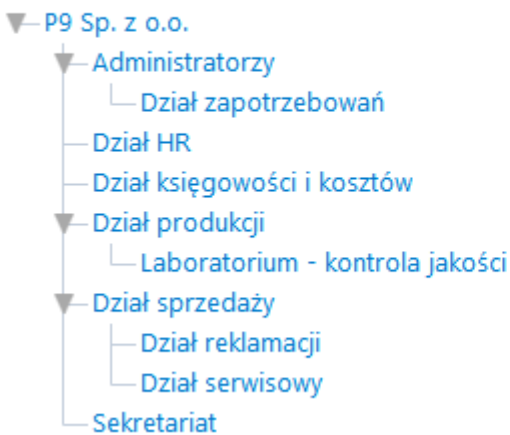 P9 Sp. z o.o.
Administratorzy
Dział zapotrzebowań
Dział HR
Dział księgowości i kosztów
Dział produkcji
Laboratorium - kontrola jakości
Dział sprzedaży
Dział reklamacji
Dział serwisowy
Sekretariat